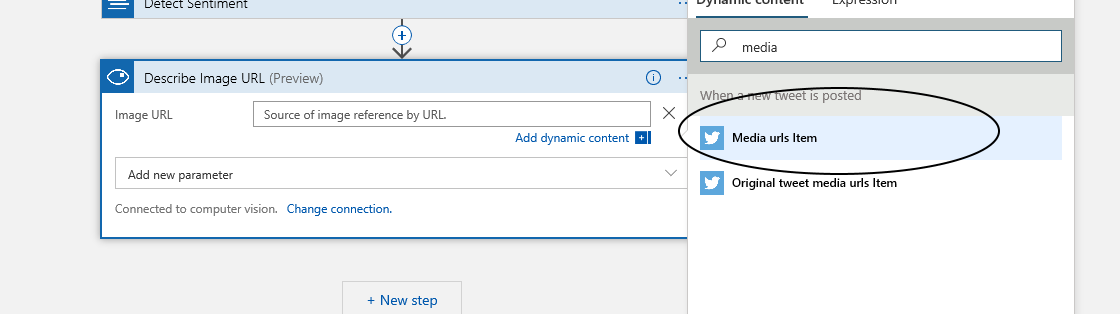 Detect Sentiment
Describe Image URL (Preview)
Image URL
Source of image reference by URL.
Add dynamic content
Add new parameter
Connected to computer vision. Change connection.
+ New step
Dynamic content Expression
media
When a new tweet is posted
Media urls Item
Original tweet media urls Item